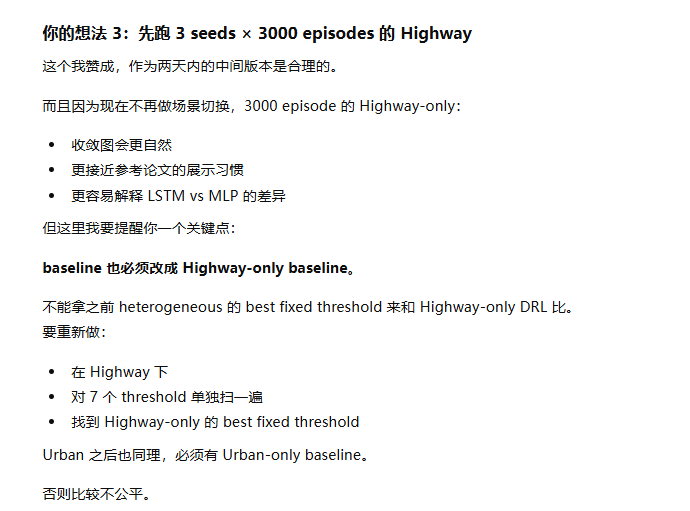 你的想法 3：先跑 3 seeds × 3000 episodes 的 Highway
这个我赞成，作为两天内的中间版本是合理的。
而且因为现在不再做场景切换，3000 episode 的 Highway-only：
• 收敛图会更自然
• 更接近参考论文的展示习惯
• 更容易解释 LSTM vs MLP 的差异
但这里我要提醒你一个关键点：
baseline 也必须改成 Highway-only baseline。
不能拿之前 heterogeneous 的 best fixed threshold 来和 Highway-only DRL 比。
要重新做：
• 在 Highway 下
• 对 7 个 threshold 单独扫一遍
• 找到 Highway-only 的 best fixed threshold
Urban 之后也同理，必须有 Urban-only baseline。
否则比较不公平。